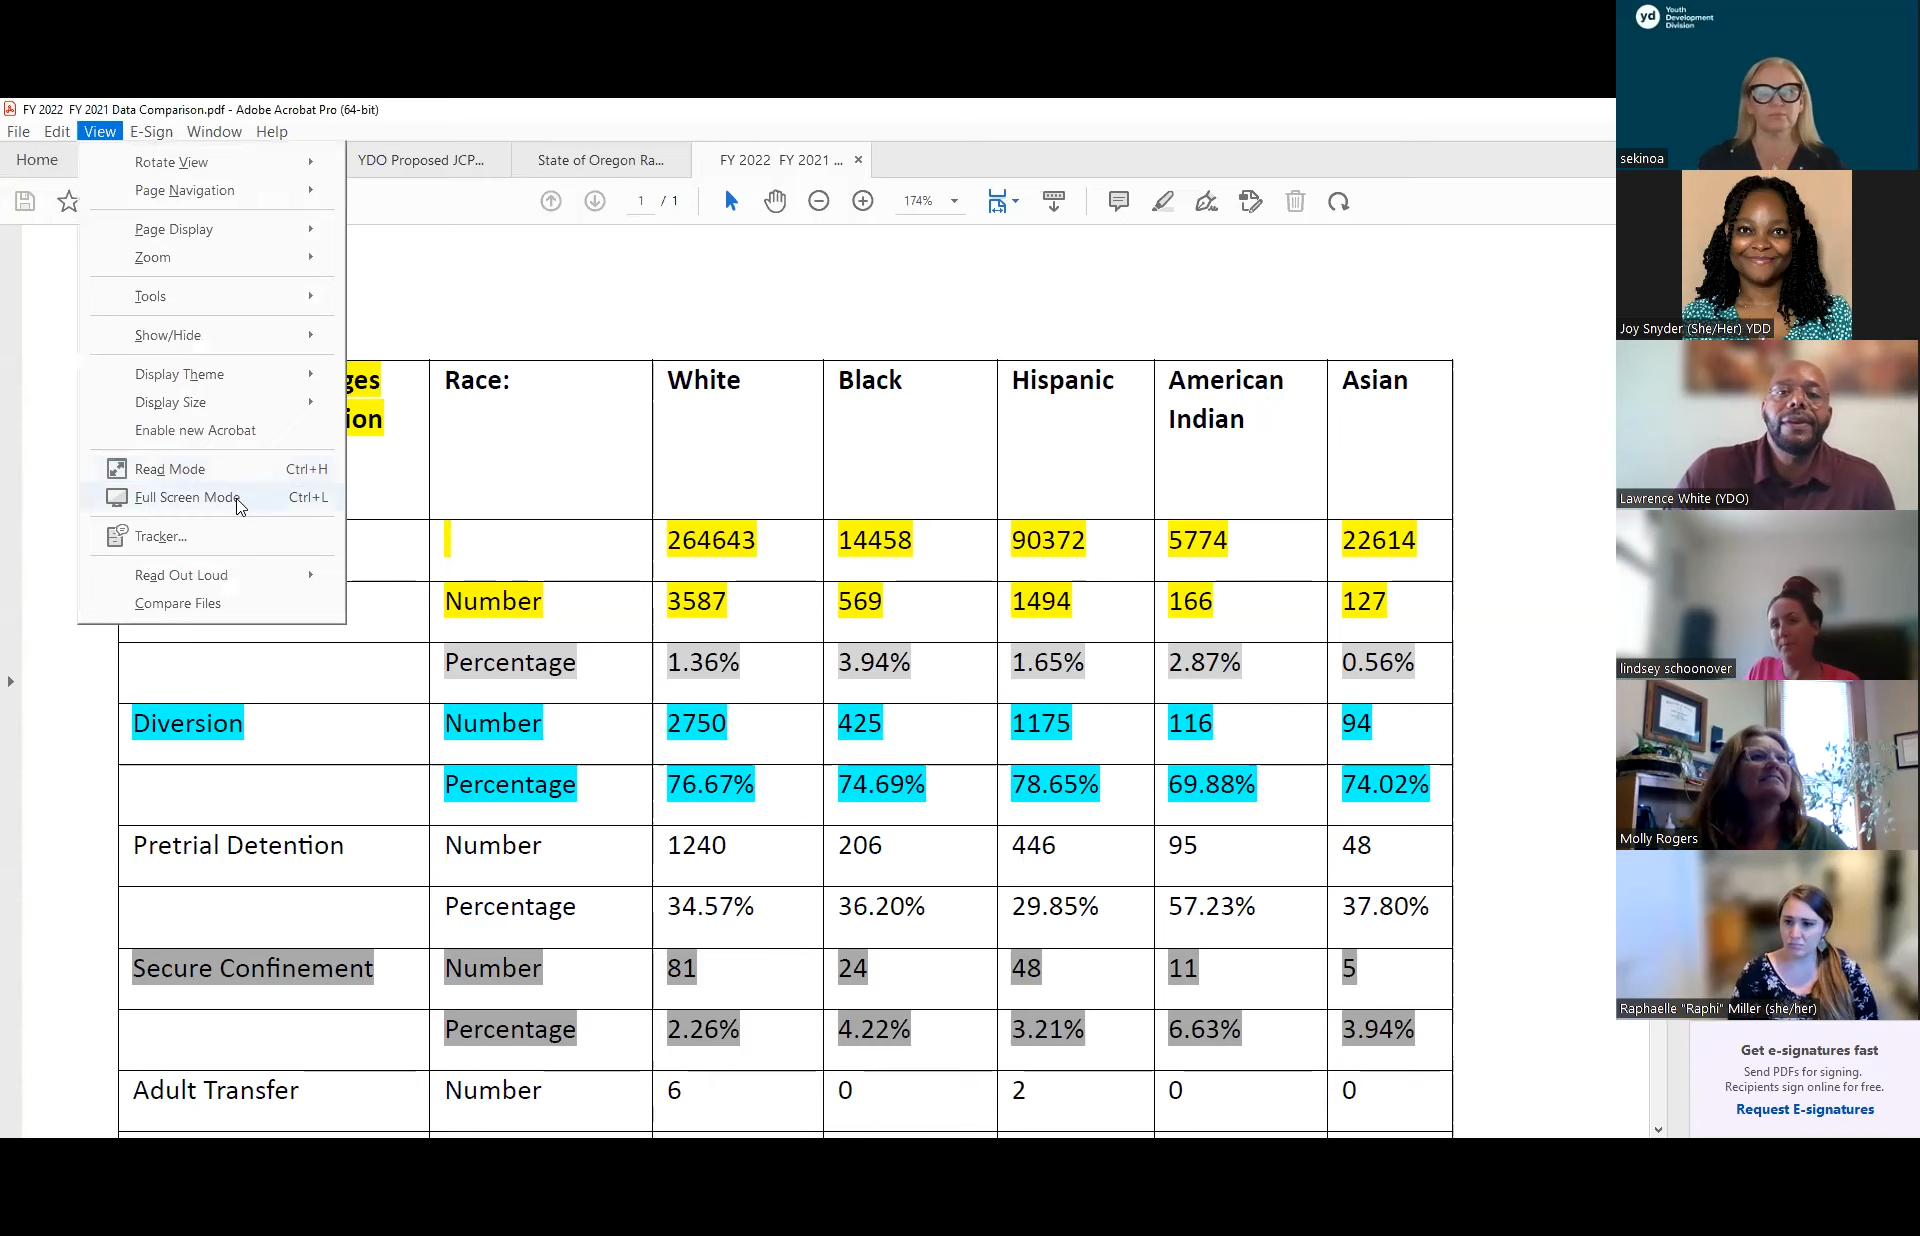 FY 2022  FY 2021 Data Comparison.pdf - Adobe Acrobat Pro (64-bit)
File Edit View E-Sign Window Help
Home
YDO Proposed JCP...
State of Oregon Ra...
FY 2022  FY 2021 ... ×
1 / 1
174%
Rotate View
Page Navigation
Page Display
Zoom
Tools
Show/Hide
Display Theme
Display Size
Enable new Acrobat
Read Mode Ctrl+H
Full Screen Mode Ctrl+L
Tracker...
Read Out Loud
Compare Files
ges
ion
Race: White Black Hispanic American Indian Asian
264643 14458 90372 5774 22614
Number 3587 569 1494 166 127
Percentage 1.36% 3.94% 1.65% 2.87% 0.56%
Diversion Number 2750 425 1175 116 94
Percentage 76.67% 74.69% 78.65% 69.88% 74.02%
Pretrial Detention Number 1240 206 446 95 48
Percentage 34.57% 36.20% 29.85% 57.23% 37.80%
Secure Confinement Number 81 24 48 11 5
Percentage 2.26% 4.22% 3.21% 6.63% 3.94%
Adult Transfer Number 6 0 2 0 0
yd
Youth
Development
Division
sekinoa
Joy Snyder (She/Her) YDD
Lawrence White (YDO)
lindsey schoonover
Molly Rogers
Raphaelle "Raphi" Miller (she/her)
Get e-signatures fast
Send PDFs for signing.
Recipients sign online for free.
Request E-signatures